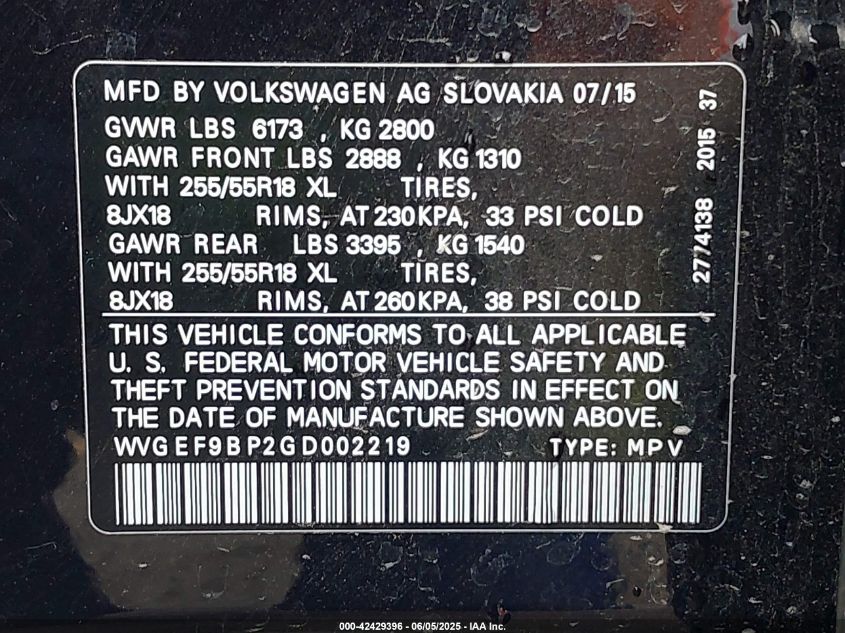 MFD BY VOLKSWAGEN AG SLOVAKIA 07/15
GVWR LBS 6173 , KG 2800
GAWR FRONT LBS 2888 , KG 1310
WITH 255/55R18 XL TIRES,
8JX18 RIMS, AT 230KPA, 33 PSI COLD
GAWR REAR LBS 3395 , KG 1540
WITH 255/55R18 XL TIRES,
8JX18 RIMS, AT 260KPA, 38 PSI COLD
THIS VEHICLE CONFORMS TO ALL APPLICABLE
U. S. FEDERAL MOTOR VEHICLE SAFETY AND
THEFT PREVENTION STANDARDS IN EFFECT ON
THE DATE OF MANUFACTURE SHOWN ABOVE.
WVGEF9BP2GD002219 TYPE: MPV
2774138 2015 37
000-42429396 - 06/05/2025 - IAA Inc.